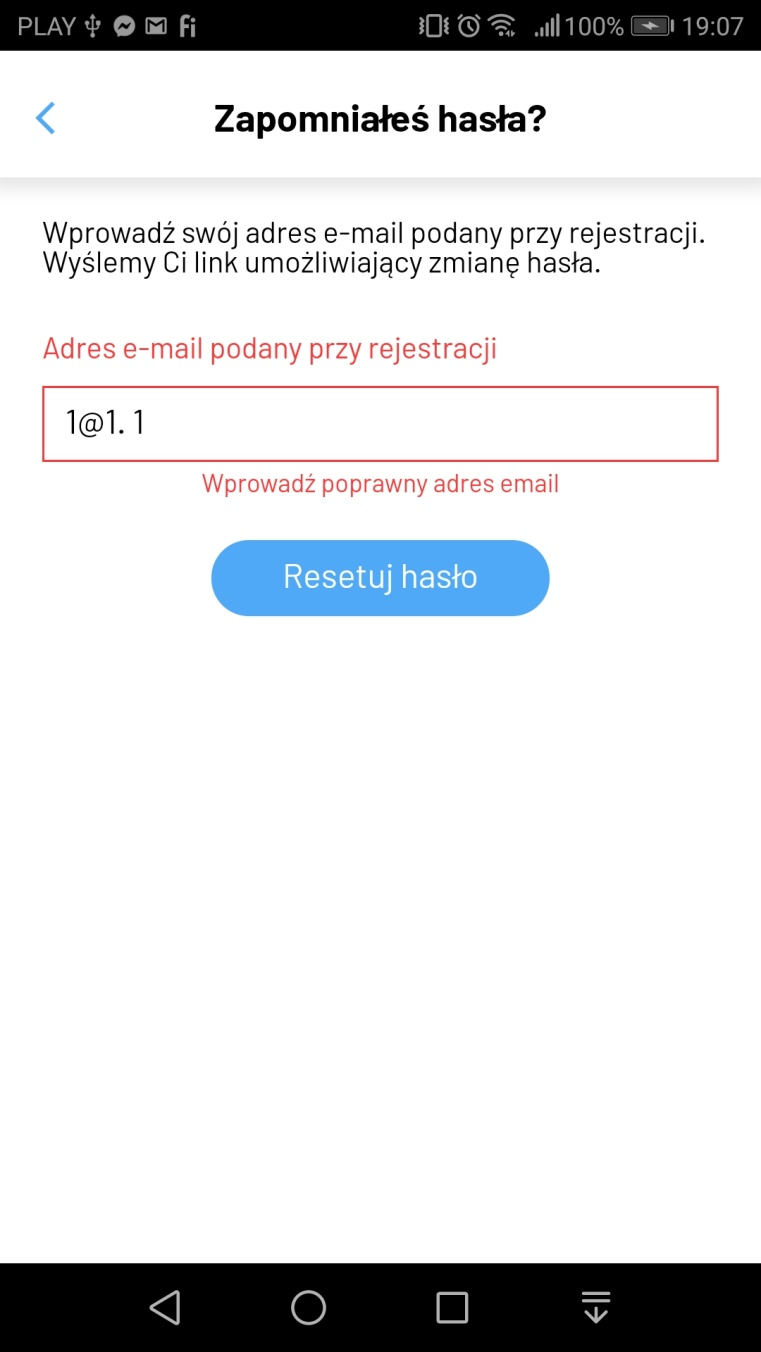 PLAY fi 100% 19:07
Zapomniałeś hasła?
Wprowadź swój adres e-mail podany przy rejestracji.
Wyślemy Ci link umożliwiający zmianę hasła.
Adres e-mail podany przy rejestracji
1@1. 1
Wprowadź poprawny adres email
Resetuj hasło